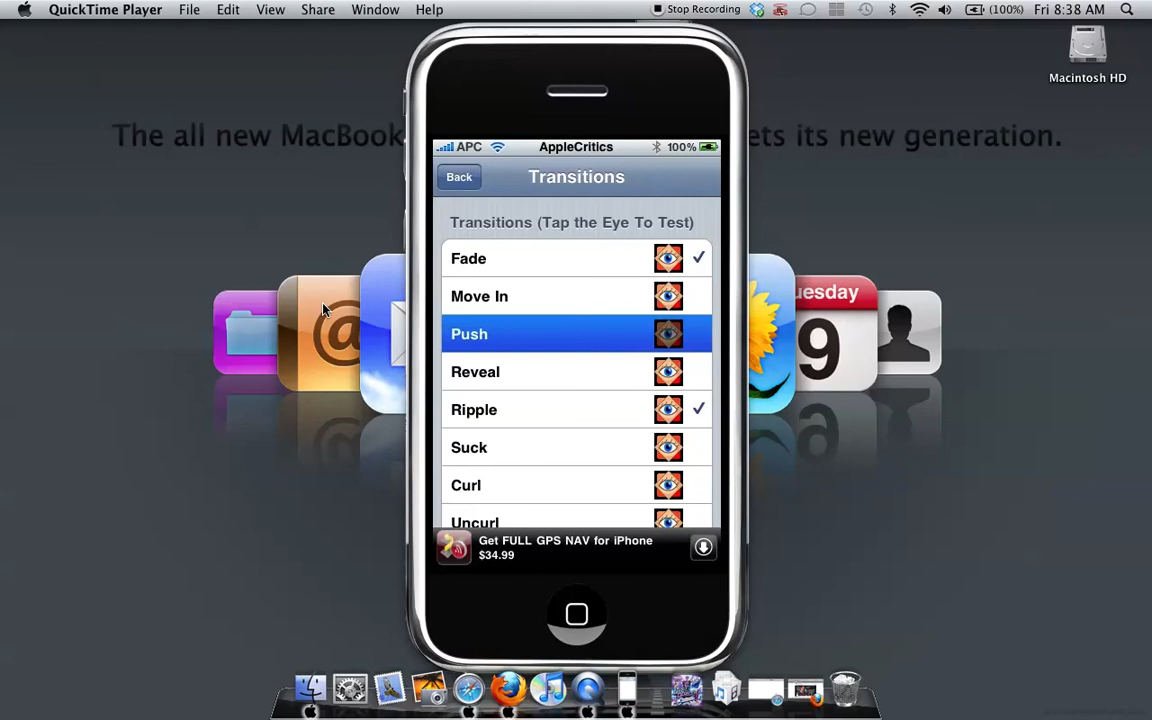 QuickTime Player File Edit View Share Window Help Stop Recording (100%) Fri 8:38 AM
Macintosh HD
The all new MacBook ets its new generation.
APC AppleCritics 100%
Back Transitions
Transitions (Tap the Eye To Test)
Fade
Move In
Push
Reveal
Ripple
Suck
Curl
Uncurl
Get FULL GPS NAV for iPhone
$34.99
@
uesday
9